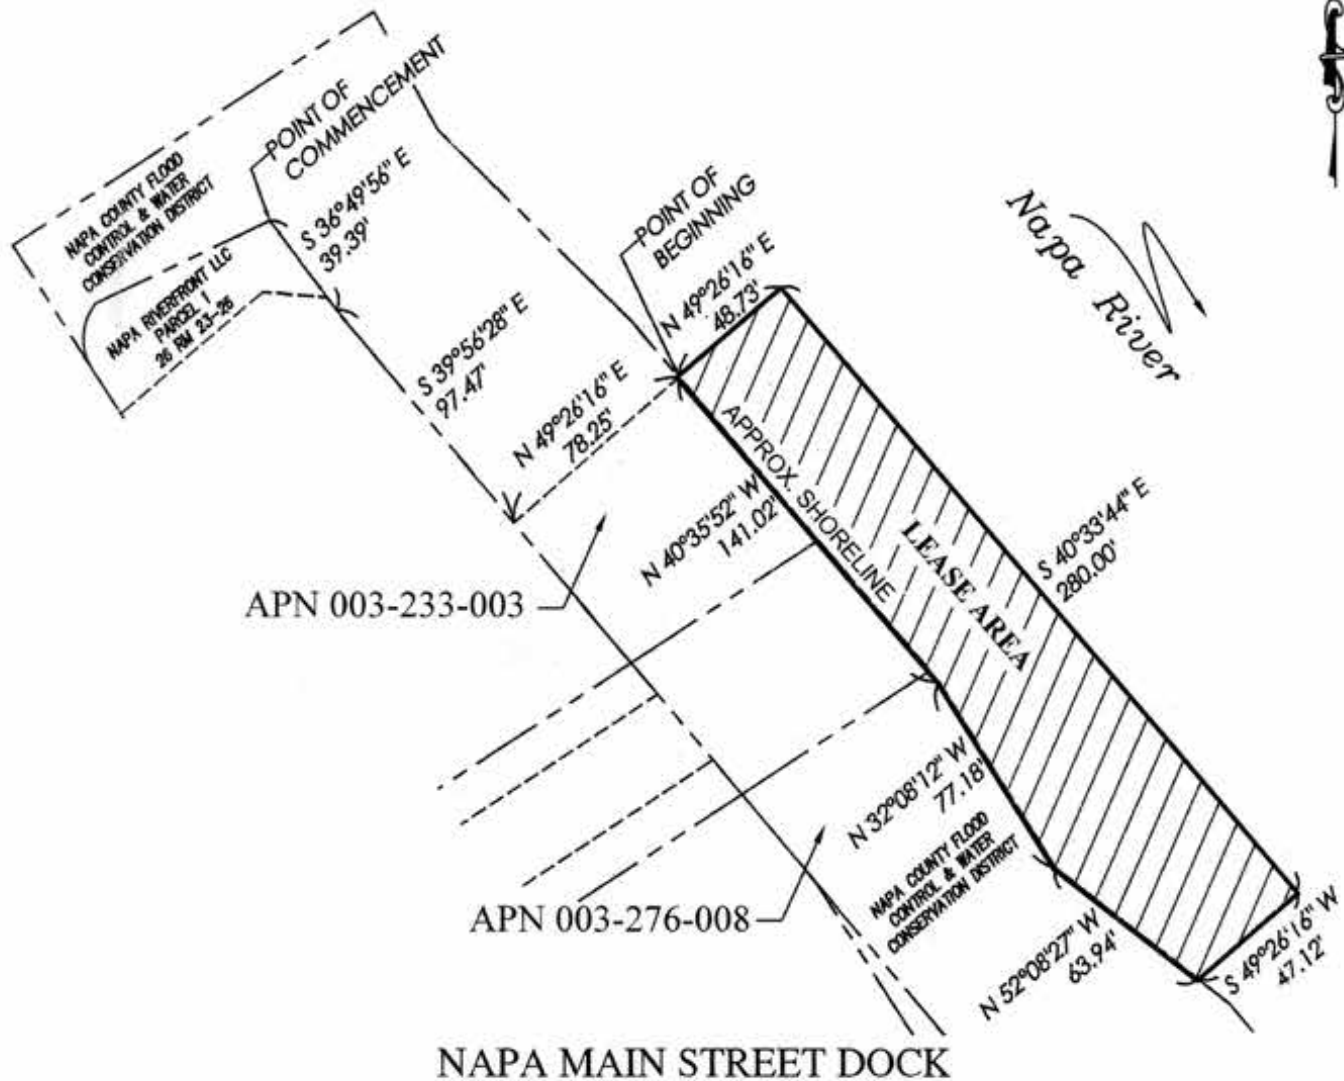 POINT OF
COMMENCEMENT
NAPA COUNTY FLOOD
CONTROL & WATER
CONSERVATION DISTRICT
NAPA RIVERFRONT LLC
PARCEL 1
26 RM 23-26
S 36°49'56" E
39.39'
POINT OF
BEGINNING
S 39°56'28" E
97.47'
N 49°26'16" E
48.73'
N 49°26'16" E
78.25'
Napa River
APPROX. SHORELINE
N 40°35'52" W
141.02'
LEASE AREA
S 40°33'44" E
280.00'
APN 003-233-003
N 32°08'12" W
77.18'
NAPA COUNTY FLOOD
CONTROL & WATER
CONSERVATION DISTRICT
APN 003-276-008
N 52°08'27" W
63.94'
S 49°26'16" W
47.12'
NAPA MAIN STREET DOCK